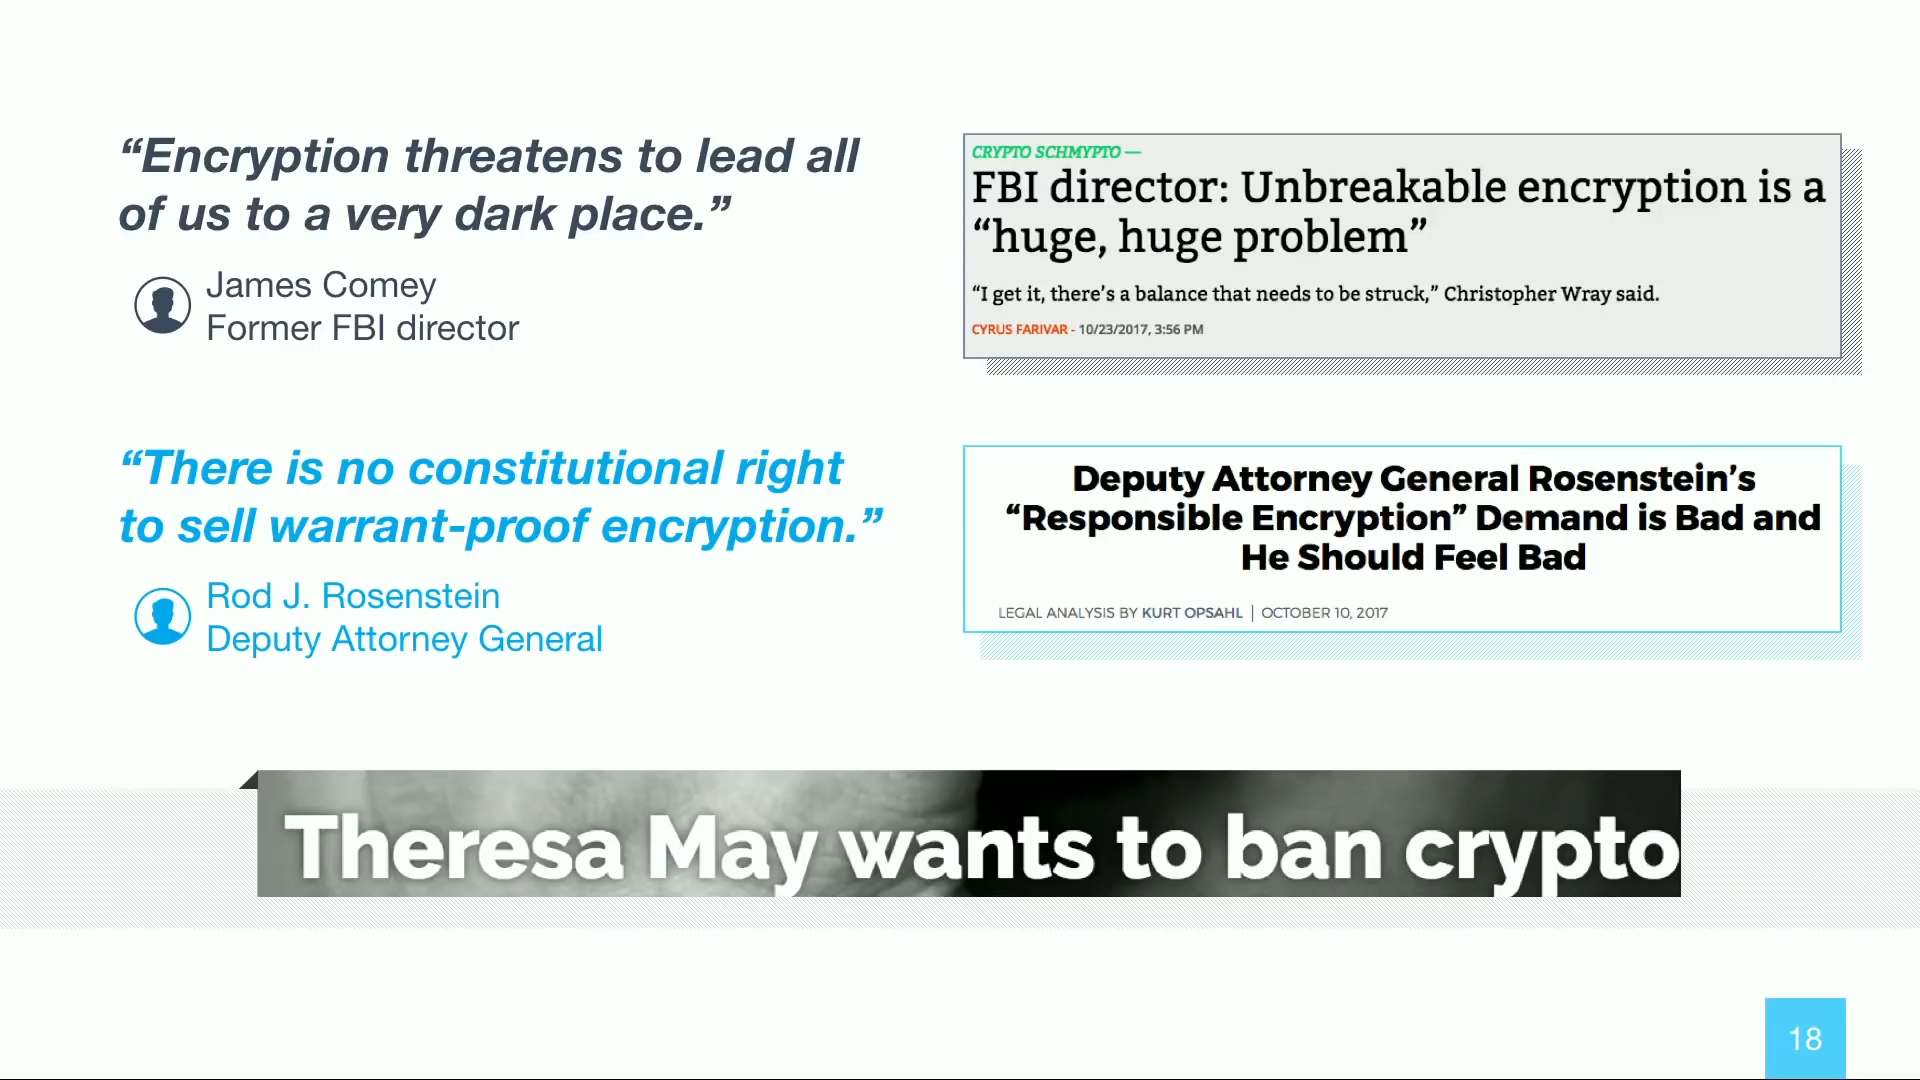 “Encryption threatens to lead all
of us to a very dark place.”
James Comey
Former FBI director
CRYPTO SCHMYPTO —
FBI director: Unbreakable encryption is a
“huge, huge problem”
“I get it, there’s a balance that needs to be struck,” Christopher Wray said.
CYRUS FARIVAR - 10/23/2017, 3:56 PM
“There is no constitutional right
to sell warrant-proof encryption.”
Rod J. Rosenstein
Deputy Attorney General
Deputy Attorney General Rosenstein’s
“Responsible Encryption” Demand is Bad and
He Should Feel Bad
LEGAL ANALYSIS BY KURT OPSAHL | OCTOBER 10, 2017
Theresa May wants to ban crypto
18